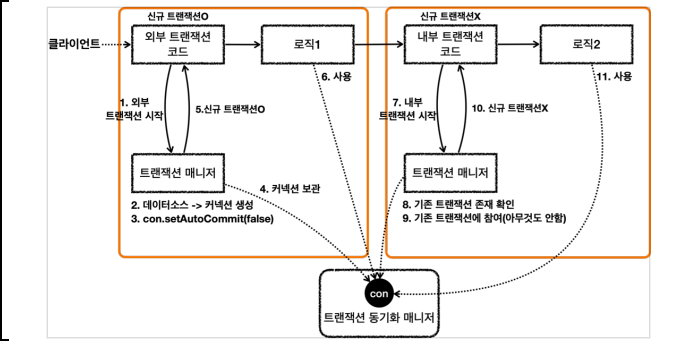 신규 트랜잭션O
클라이언트
외부 트랜잭션
코드
로직1
1. 외부
트랜잭션 시작
5.신규 트랜잭션O
6. 사용
트랜잭션 매니저
2. 데이터소스 -> 커넥션 생성
3. con.setAutoCommit(false)
4. 커넥션 보관
신규 트랜잭션X
내부 트랜잭션
코드
로직2
7. 내부
트랜잭션 시작
10. 신규 트랜잭션X
11. 사용
트랜잭션 매니저
8. 기존 트랜잭션 존재 확인
9. 기존 트랜잭션에 참여(아무것도 안함)
con
트랜잭션 동기화 매니저